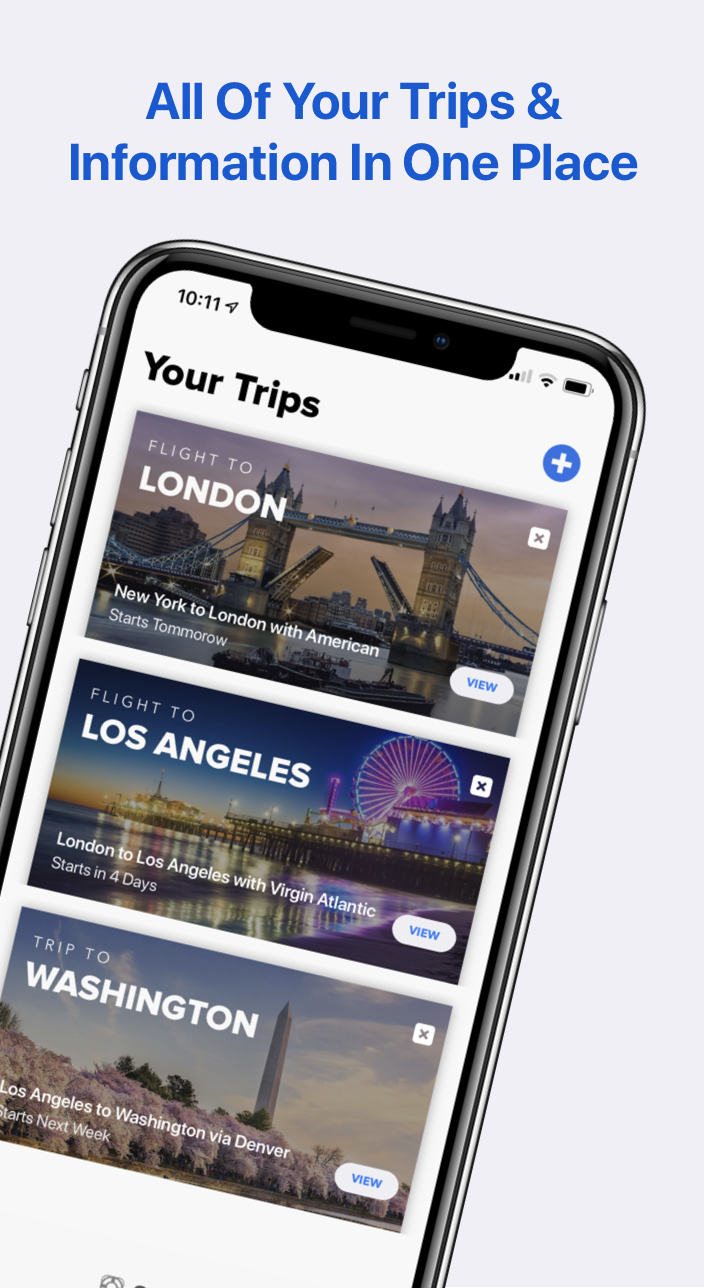 All Of Your Trips &
Information In One Place
10:11
Your Trips
FLIGHT TO
LONDON
New York to London with American
Starts Tommorow
VIEW
FLIGHT TO
LOS ANGELES
London to Los Angeles with Virgin Atlantic
Starts in 4 Days
VIEW
TRIP TO
WASHINGTON
Los Angeles to Washington via Denver
Starts Next Week
VIEW